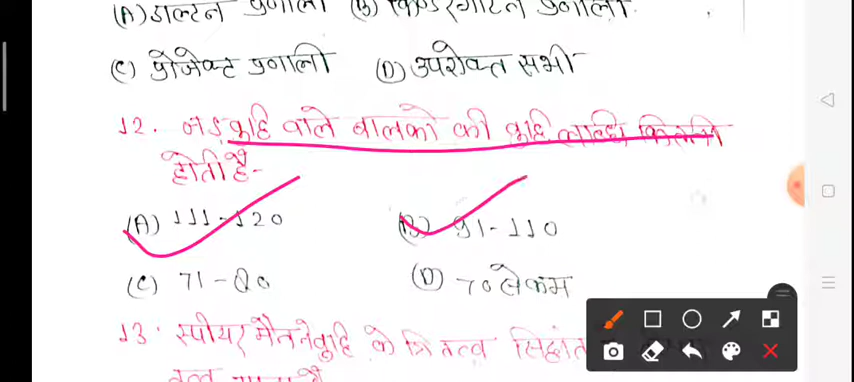 (A) डाल्टन प्रणाली (B) किण्डरगार्टन प्रणाली.
(C) प्रोजेक्ट प्रणाली (D) उपरोक्त सभी
12. जड़ बुद्धि वाले बालको की बुद्धि लब्धि कितनी
होती है-
(A) 111-120 (B) 91-110
(C) 71-80 (D) 70 से कम
13. स्पीयर मैन ने बुद्धि के त्रि तत्व सिद्धांत